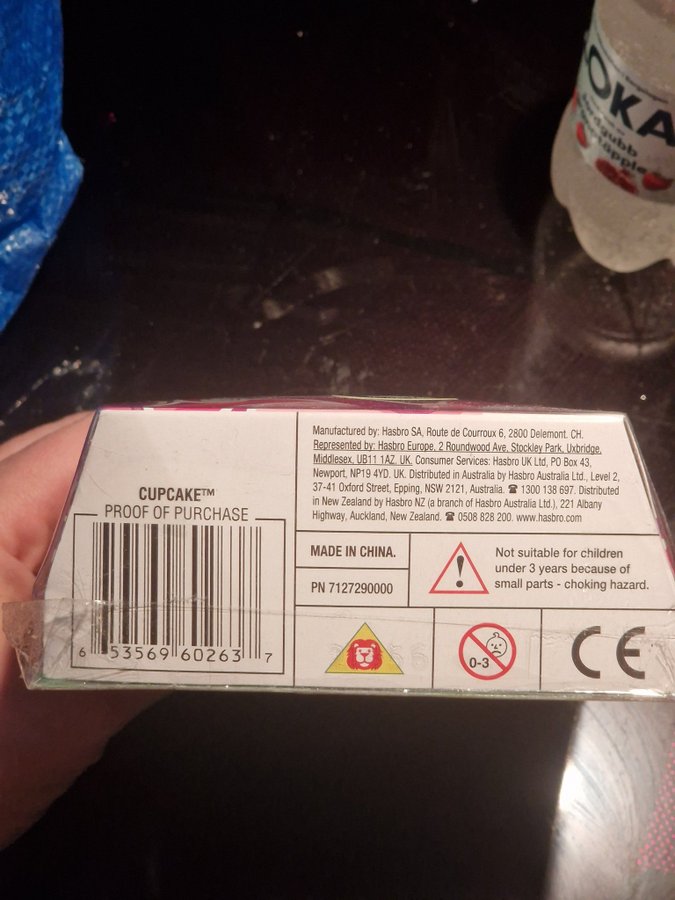 OKA
Jordgubb
CUPCAKE™
PROOF OF PURCHASE
6 53569 60263 7
Manufactured by: Hasbro SA, Route de Courroux 6, 2800 Delemont. CH.
Represented by: Hasbro Europe, 2 Roundwood Ave, Stockley Park, Uxbridge,
Middlesex, UB11 1AZ. UK. Consumer Services: Hasbro UK Ltd, PO Box 43,
Newport, NP19 4YD. UK. Distributed in Australia by Hasbro Australia Ltd., Level 2,
37-41 Oxford Street, Epping, NSW 2121, Australia. ☎ 1300 138 697. Distributed
in New Zealand by Hasbro NZ (a branch of Hasbro Australia Ltd.), 221 Albany
Highway, Auckland, New Zealand. ☎ 0508 828 200. www.hasbro.com
MADE IN CHINA.
PN 7127290000
Not suitable for children
under 3 years because of
small parts - choking hazard.
0-3
CE